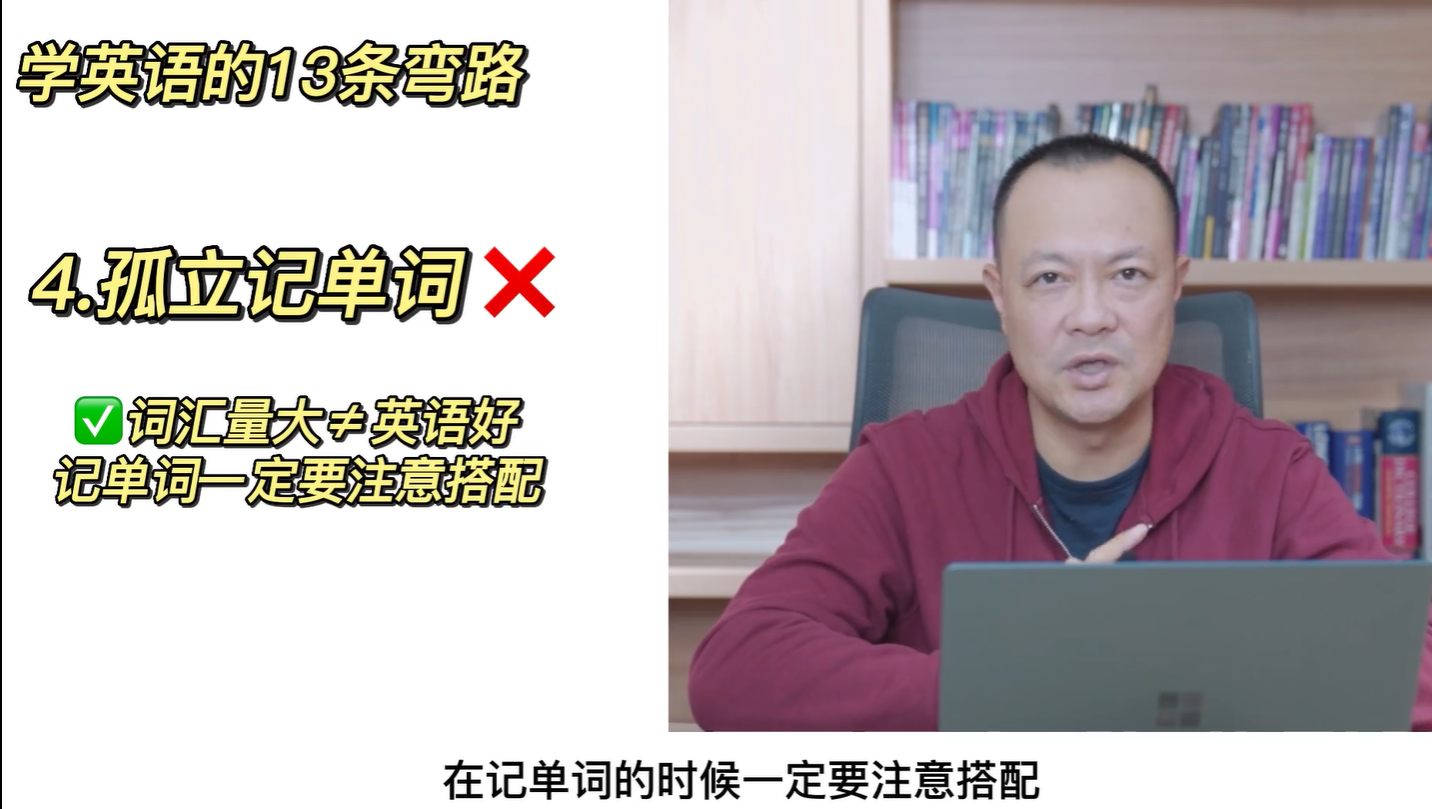 学英语的13条弯路
4.孤立记单词❌
✅词汇量大≠英语好
记单词一定要注意搭配
在记单词的时候一定要注意搭配